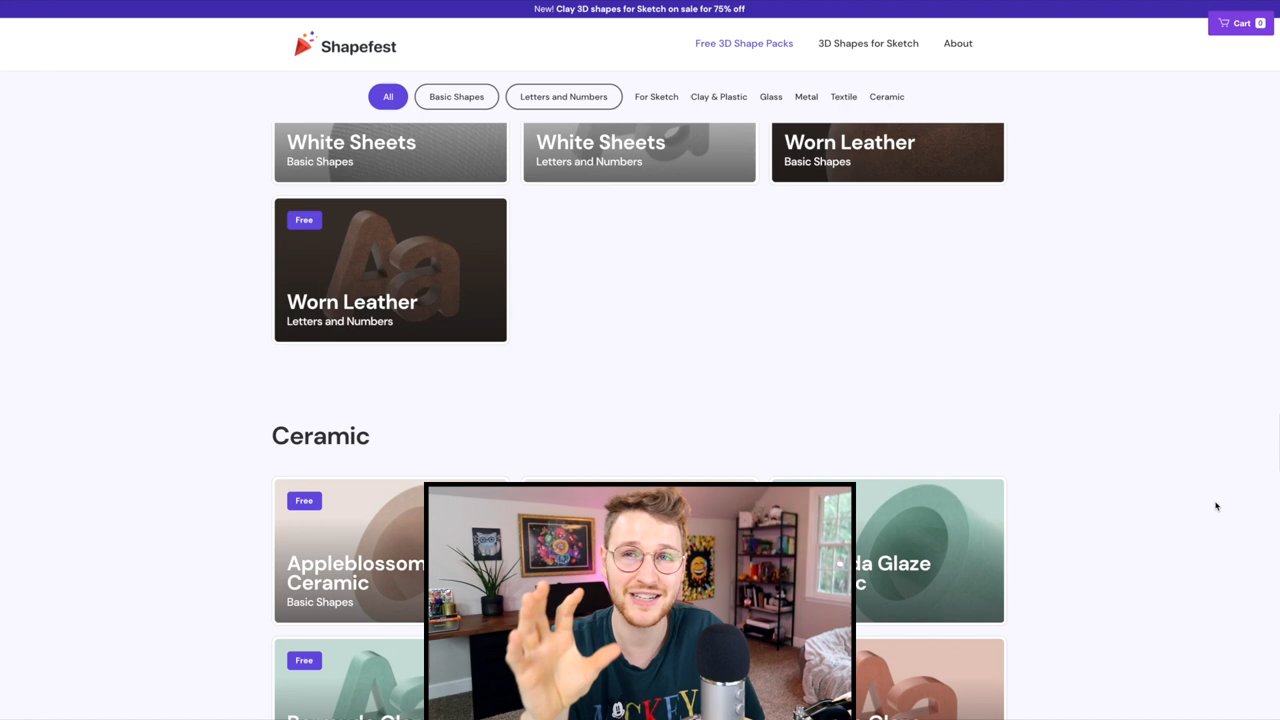 New! Clay 3D shapes for Sketch on sale for 75% off
Cart 0
Shapefest
Free 3D Shape Packs
3D Shapes for Sketch
About
All
Basic Shapes
Letters and Numbers
For Sketch
Clay & Plastic
Glass
Metal
Textile
Ceramic
White Sheets
Basic Shapes
White Sheets
Letters and Numbers
Worn Leather
Basic Shapes
Free
Aa
Worn Leather
Letters and Numbers
Ceramic
Free
Appleblossom
Ceramic
Basic Shapes
Glaze
Free
Aa